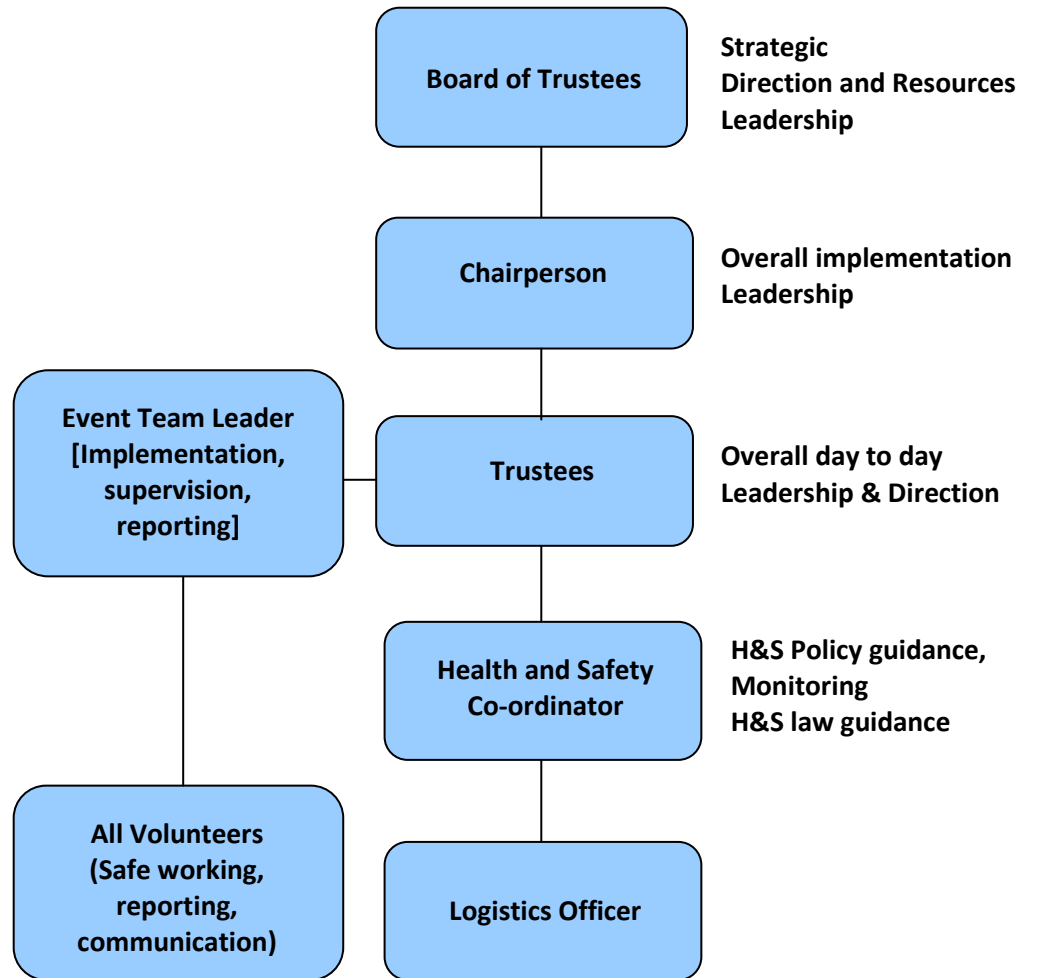 Board of Trustees
Strategic
Direction and Resources
Leadership
Chairperson
Overall implementation
Leadership
Event Team Leader
[Implementation,
supervision,
reporting]
Trustees
Overall day to day
Leadership & Direction
Health and Safety
Co-ordinator
H&S Policy guidance,
Monitoring
H&S law guidance
All Volunteers
(Safe working,
reporting,
communication)
Logistics Officer